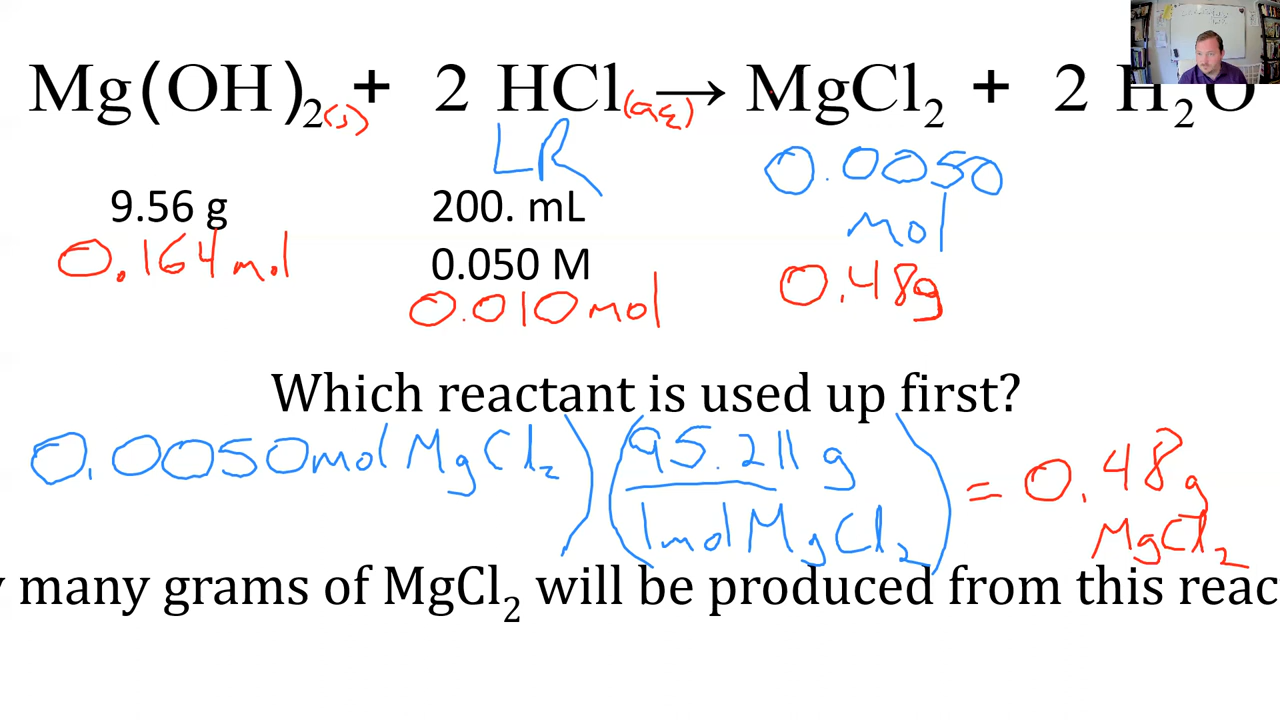 Mg(OH)₂(s) + 2 HCl(aq) → MgCl₂ + 2 H₂O
LR
0.0050
mol
9.56 g
200. mL
0.164 mol
0.050 M
0.48g
0.010 mol
Which reactant is used up first?
0.0050 mol MgCl₂) (95.211 g / 1 mol MgCl₂) = 0.48g MgCl₂
many grams of MgCl₂ will be produced from this reac